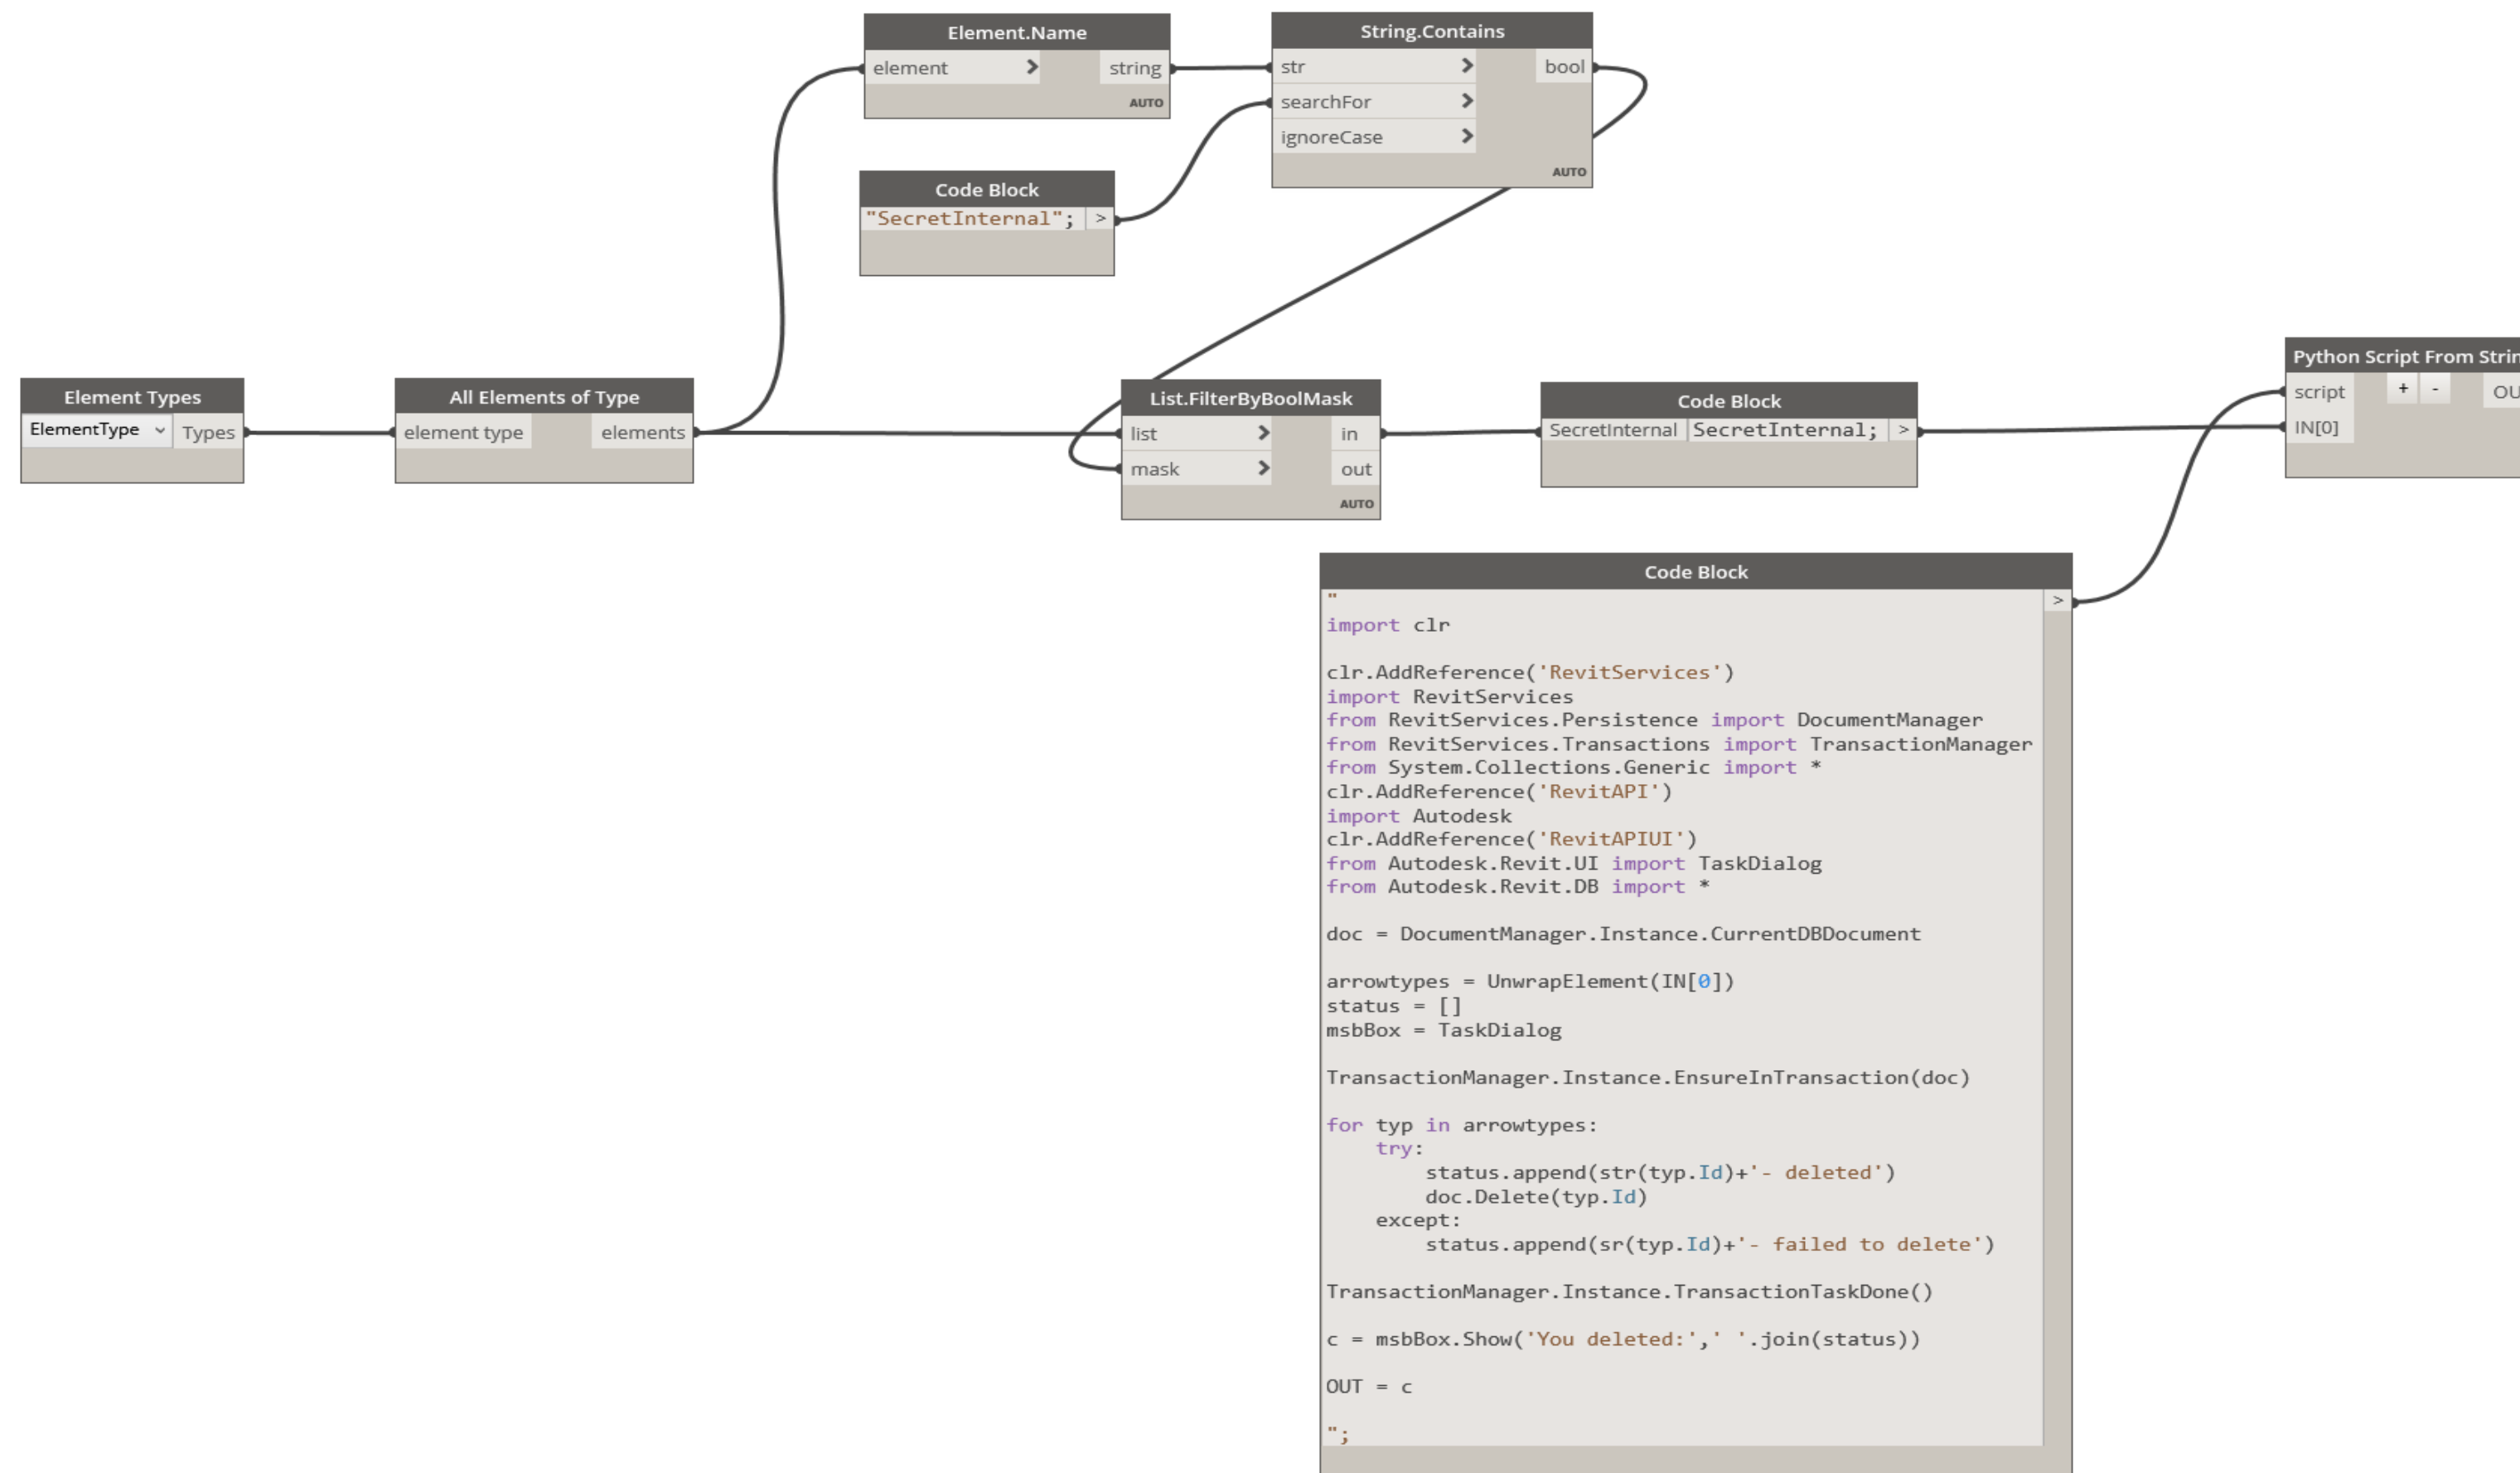 Element.Name
element > string
AUTO
String.Contains
str > bool
searchFor >
ignoreCase >
AUTO
Code Block
"SecretInternal"; >
Element Types
ElementType Types
All Elements of Type
element type elements
List.FilterByBoolMask
list > in
mask > out
AUTO
Code Block
SecretInternal SecretInternal; >
Python Script From Strin
script + - OU
IN[0]
Code Block
" >
import clr
clr.AddReference('RevitServices')
import RevitServices
from RevitServices.Persistence import DocumentManager
from RevitServices.Transactions import TransactionManager
from System.Collections.Generic import *
clr.AddReference('RevitAPI')
import Autodesk
clr.AddReference('RevitAPIUI')
from Autodesk.Revit.UI import TaskDialog
from Autodesk.Revit.DB import *
doc = DocumentManager.Instance.CurrentDBDocument
arrowtypes = UnwrapElement(IN[0])
status = []
msbBox = TaskDialog
TransactionManager.Instance.EnsureInTransaction(doc)
for typ in arrowtypes:
    try:
        status.append(str(typ.Id)+'- deleted')
        doc.Delete(typ.Id)
    except:
        status.append(sr(typ.Id)+'- failed to delete')
TransactionManager.Instance.TransactionTaskDone()
c = msbBox.Show('You deleted:',' '.join(status))
OUT = c
";